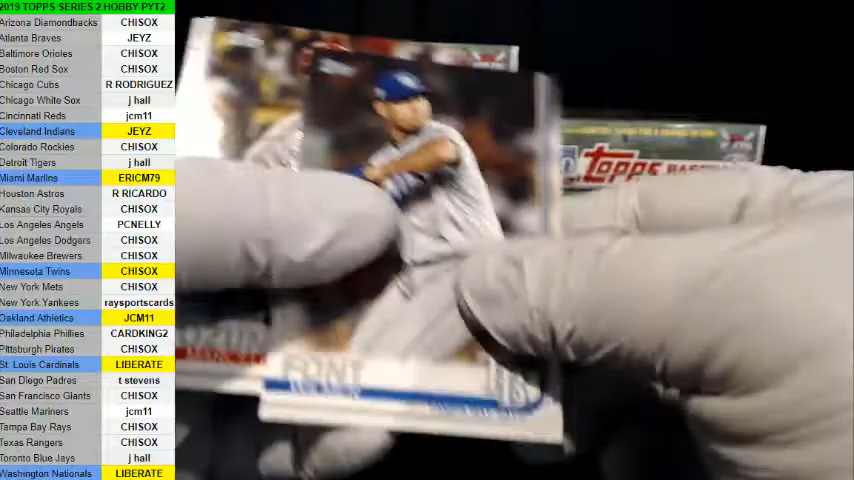 2019 TOPPS SERIES 2 HOBBY PYT2
Arizona Diamondbacks CHISOX
Atlanta Braves JEYZ
Baltimore Orioles CHISOX
Boston Red Sox CHISOX
Chicago Cubs R RODRIGUEZ
Chicago White Sox j hall
Cincinnati Reds jcm11
Cleveland Indians JEYZ
Colorado Rockies CHISOX
Detroit Tigers j hall
Miami Marlins ERICM79
Houston Astros R RICARDO
Kansas City Royals CHISOX
Los Angeles Angels PCNELLY
Los Angeles Dodgers CHISOX
Milwaukee Brewers CHISOX
Minnesota Twins CHISOX
New York Mets CHISOX
New York Yankees raysportscards
Oakland Athletics JCM11
Philadelphia Phillies CARDKING2
Pittsburgh Pirates CHISOX
St. Louis Cardinals LIBERATE
San Diego Padres t stevens
San Francisco Giants CHISOX
Seattle Mariners jcm11
Tampa Bay Rays CHISOX
Texas Rangers CHISOX
Toronto Blue Jays j hall
Washington Nationals LIBERATE
TOPPS
FONT